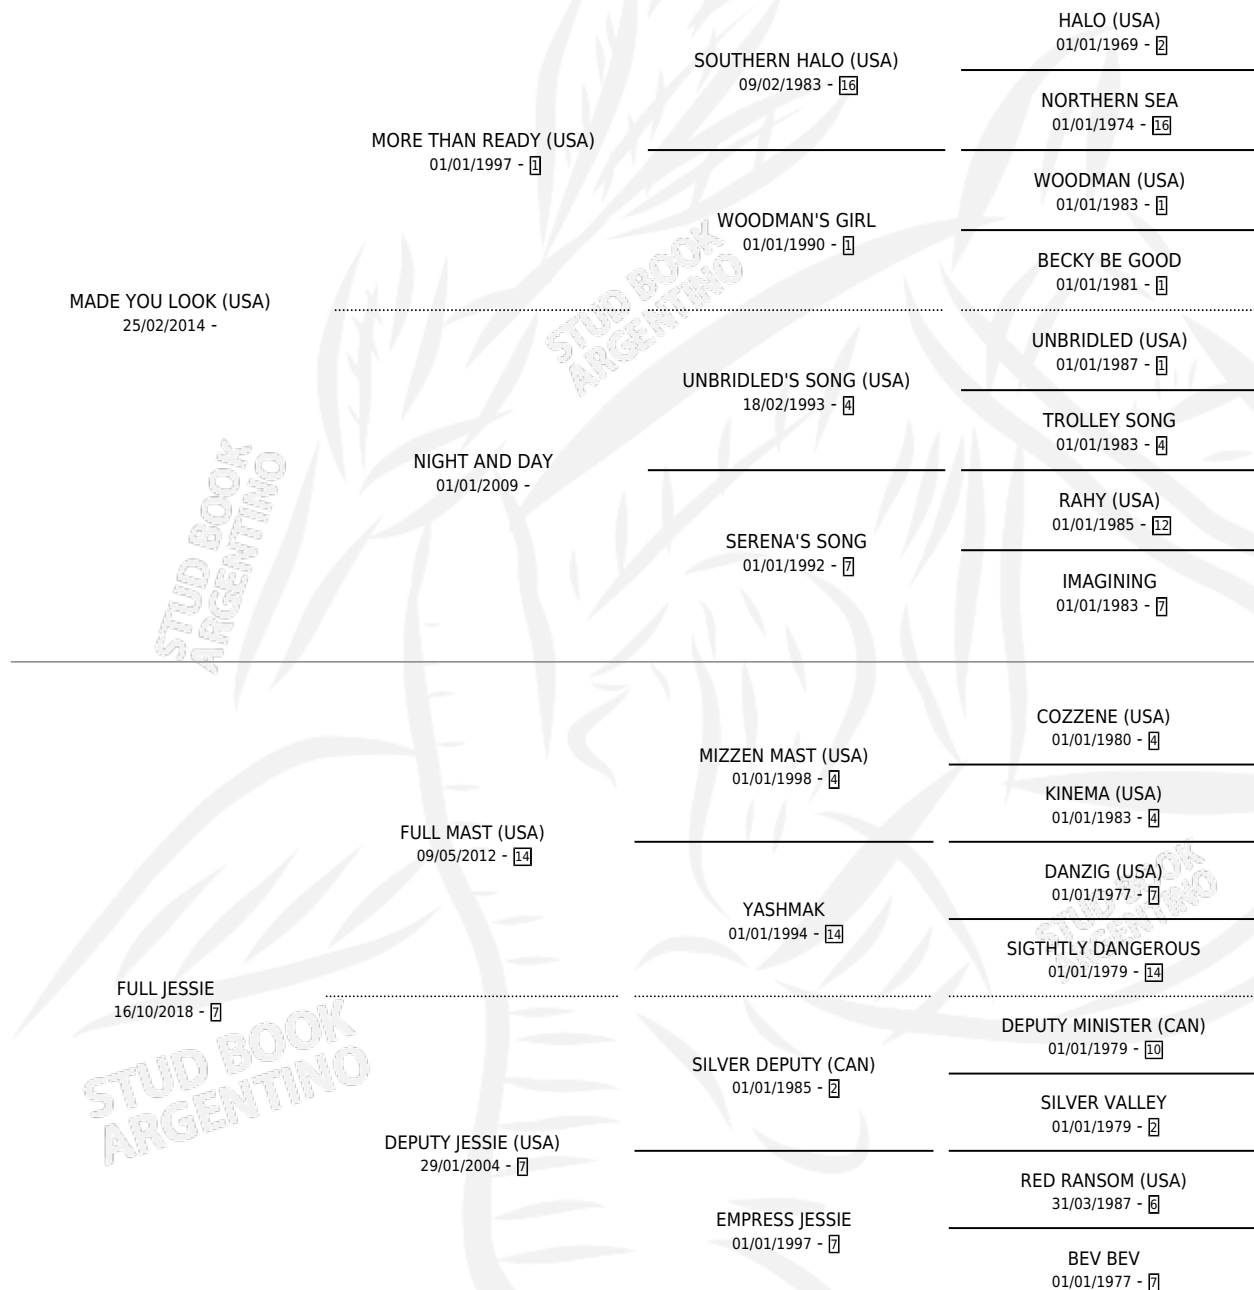 HALO (USA)
01/01/1969 - 2
SOUTHERN HALO (USA)
09/02/1983 - 16
NORTHERN SEA
01/01/1974 - 16
MORE THAN READY (USA)
01/01/1997 - 1
WOODMAN (USA)
01/01/1983 - 1
WOODMAN'S GIRL
01/01/1990 - 1
BECKY BE GOOD
01/01/1981 - 1
MADE YOU LOOK (USA)
25/02/2014 -
UNBRIDLED (USA)
01/01/1987 - 1
UNBRIDLED'S SONG (USA)
18/02/1993 - 4
TROLLEY SONG
01/01/1983 - 4
NIGHT AND DAY
01/01/2009 -
RAHY (USA)
01/01/1985 - 12
SERENA'S SONG
01/01/1992 - 7
IMAGINING
01/01/1983 - 7
STUD BOOK
ARGENTINO
STUD BOOK
ARGENTINO
COZZENE (USA)
01/01/1980 - 4
MIZZEN MAST (USA)
01/01/1998 - 4
KINEMA (USA)
01/01/1983 - 4
FULL MAST (USA)
09/05/2012 - 14
DANZIG (USA)
01/01/1977 - 7
YASHMAK
01/01/1994 - 14
SIGTHTLY DANGEROUS
01/01/1979 - 14
FULL JESSIE
16/10/2018 - 7
DEPUTY MINISTER (CAN)
01/01/1979 - 10
SILVER DEPUTY (CAN)
01/01/1985 - 2
SILVER VALLEY
01/01/1979 - 2
DEPUTY JESSIE (USA)
29/01/2004 - 7
RED RANSOM (USA)
31/03/1987 - 6
EMPRESS JESSIE
01/01/1997 - 7
BEV BEV
01/01/1977 - 7
STUD BOOK
ARGENTINO
STUD BOOK
ARGENTINO